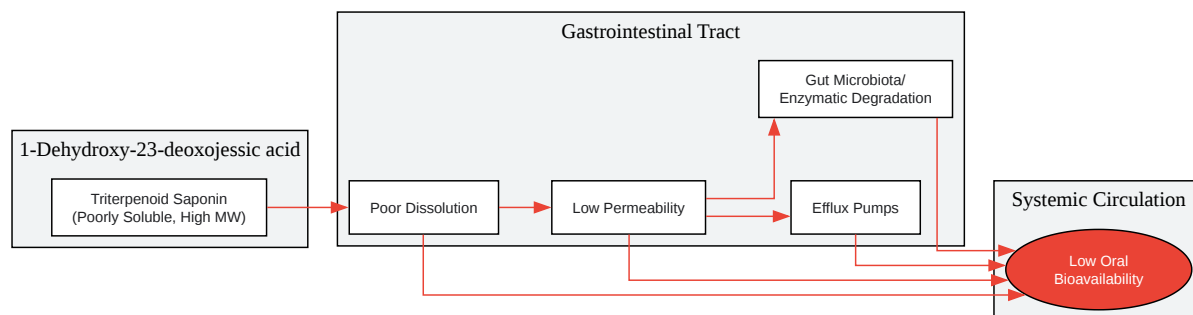 Gastrointestinal Tract
Gut Microbiota/
Enzymatic Degradation
1-Dehydroxy-23-deoxojessic acid
Triterpenoid Saponin
(Poorly Soluble, High MW)
Poor Dissolution
Low Permeability
Efflux Pumps
Systemic Circulation
Low Oral
Bioavailability